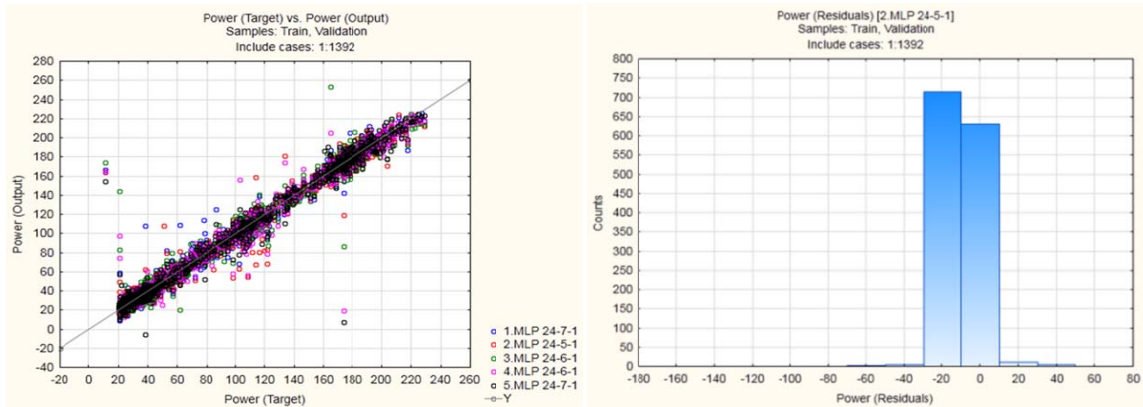 Power (Target) vs. Power (Output)
Samples: Train, Validation
Include cases: 1:1392
280
260
240
220
200
180
160
140
120
100
80
60
40
20
0
-20
-40
Power (Output)
-20 0 20 40 60 80 100 120 140 160 180 200 220 240 260
Power (Target)
1.MLP 24-7-1
2.MLP 24-5-1
3.MLP 24-6-1
4.MLP 24-6-1
5.MLP 24-7-1
Y
Power (Residuals) [2.MLP 24-5-1]
Samples: Train, Validation
Include cases: 1:1392
800
750
700
650
600
550
500
450
400
350
300
250
200
150
100
50
0
Counts
-180 -160 -140 -120 -100 -80 -60 -40 -20 0 20 40 60 80
Power (Residuals)